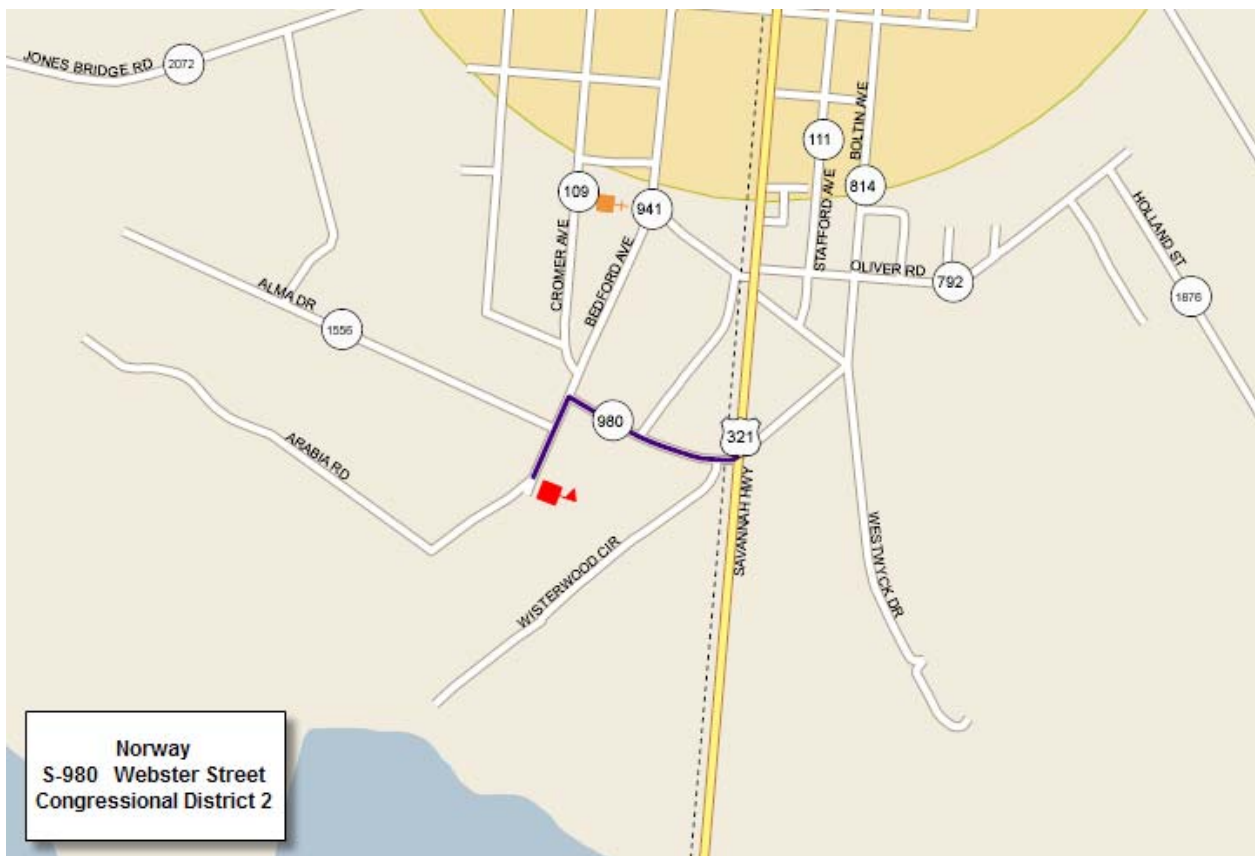 JONES BRIDGE RD
2072
111
BOLTIN AVE
109
941
814
STAFFORD AVE
CROMER AVE
BEDFORD AVE
HOLLAND ST
OLIVER RD
792
1876
ALMA DR
1556
980
321
ARABIA RD
SAVANNAH HWY
WISTERWOOD CIR
WESTWYCK DR
Norway
S-980 Webster Street
Congressional District 2